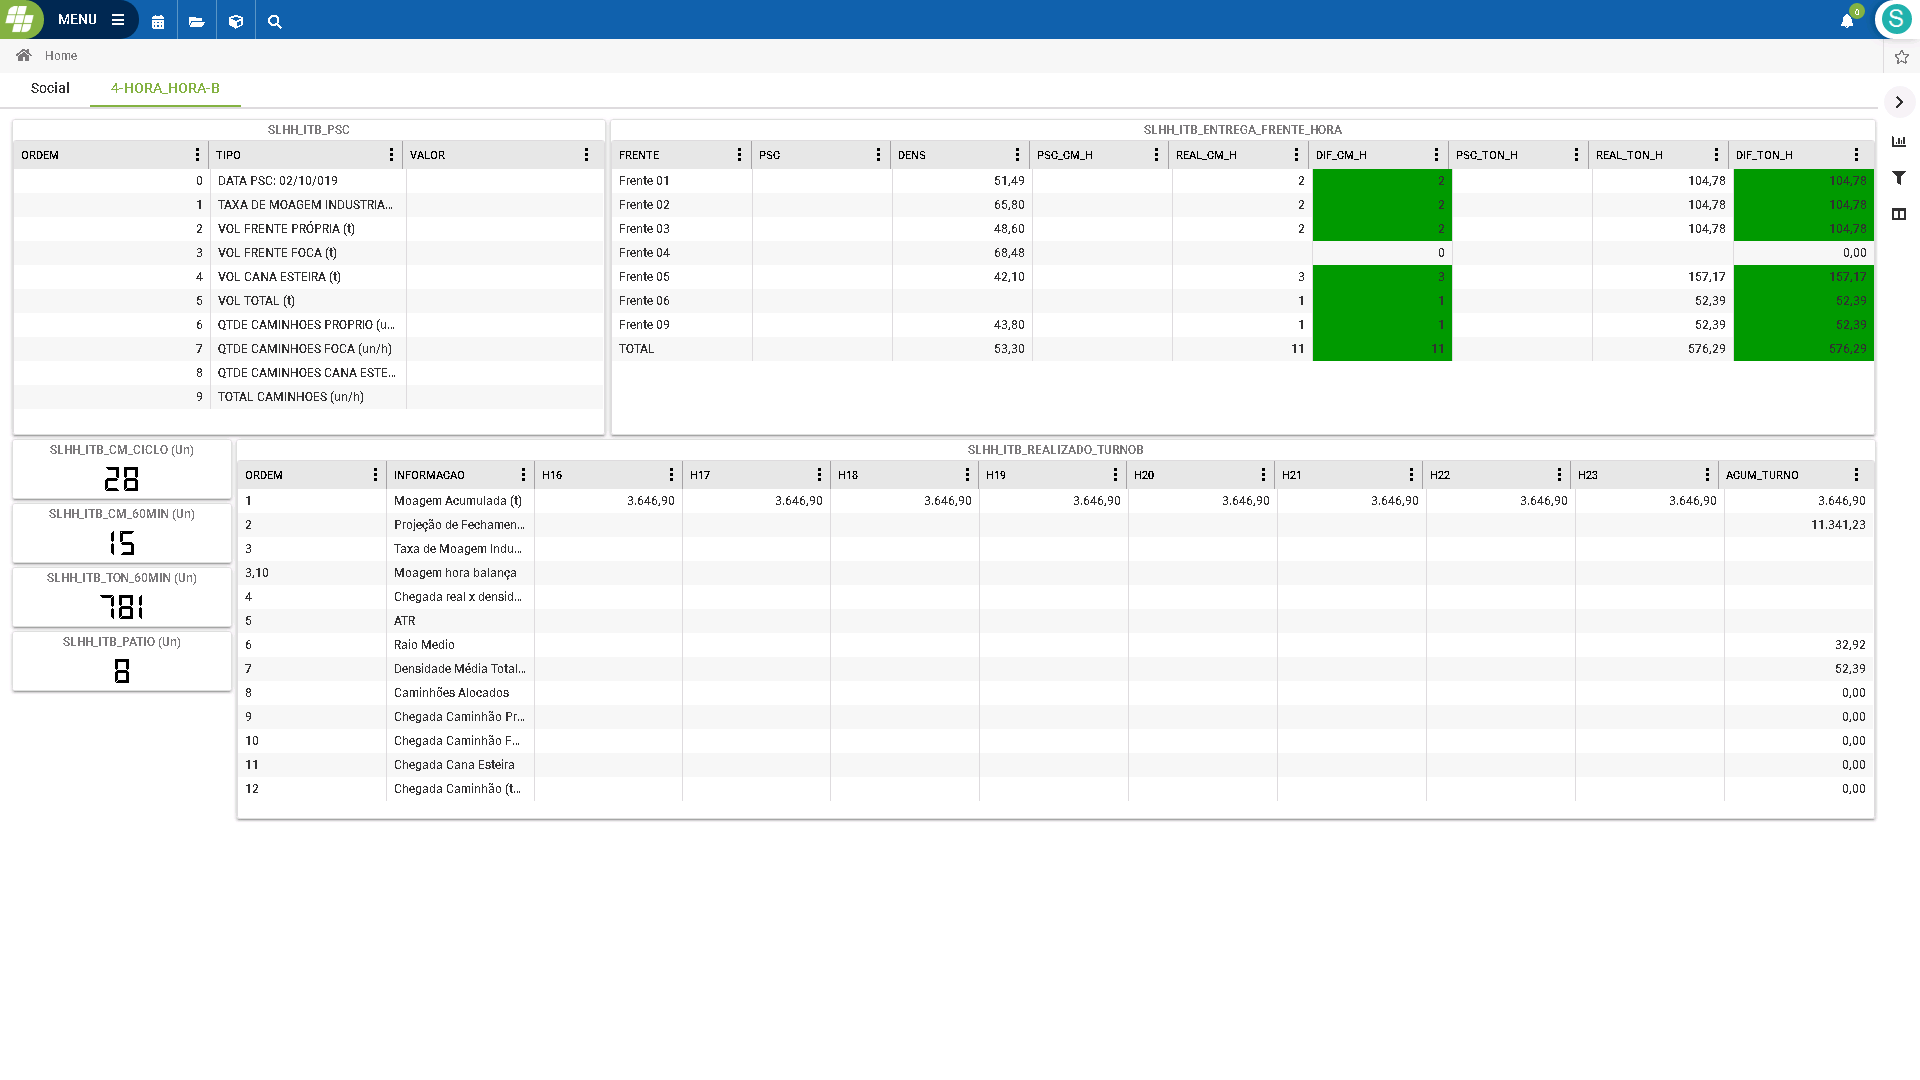 MENU
0
S
Home
Social 4-HORA_HORA-B
SLHH_ITB_PSC
ORDEM TIPO VALOR
0 DATA PSC: 02/10/019
1 TAXA DE MOAGEM INDUSTRIA...
2 VOL FRENTE PRÓPRIA (t)
3 VOL FRENTE FOCA (t)
4 VOL CANA ESTEIRA (t)
5 VOL TOTAL (t)
6 QTDE CAMINHOES PROPRIO (u...
7 QTDE CAMINHOES FOCA (un/h)
8 QTDE CAMINHOES CANA ESTE...
9 TOTAL CAMINHOES (un/h)
SLHH_ITB_ENTREGA_FRENTE_HORA
FRENTE PSC DENS PSC_CM_H REAL_CM_H DIF_CM_H PSC_TON_H REAL_TON_H DIF_TON_H
Frente 01 51,49 2 2 104,78 104,78
Frente 02 65,80 2 2 104,78 104,78
Frente 03 48,60 2 2 104,78 104,78
Frente 04 68,48 0 0,00
Frente 05 42,10 3 3 157,17 157,17
Frente 06 1 1 52,39 52,39
Frente 09 43,80 1 1 52,39 52,39
TOTAL 53,30 11 11 576,29 576,29
SLHH_ITB_CM_CICLO (Un)
28
SLHH_ITB_CM_60MIN (Un)
15
SLHH_ITB_TON_60MIN (Un)
781
SLHH_ITB_PATIO (Un)
8
SLHH_ITB_REALIZADO_TURNOB
ORDEM INFORMACAO H16 H17 H18 H19 H20 H21 H22 H23 ACUM_TURNO
1 Moagem Acumulada (t) 3.646,90 3.646,90 3.646,90 3.646,90 3.646,90 3.646,90 3.646,90 3.646,90 3.646,90
2 Projeção de Fechamen... 11.341,23
3 Taxa de Moagem Indu...
3,10 Moagem hora balança
4 Chegada real x densid...
5 ATR
6 Raio Medio 32,92
7 Densidade Média Total... 52,39
8 Caminhões Alocados 0,00
9 Chegada Caminhão Pr... 0,00
10 Chegada Caminhão F... 0,00
11 Chegada Cana Esteira 0,00
12 Chegada Caminhão (t... 0,00